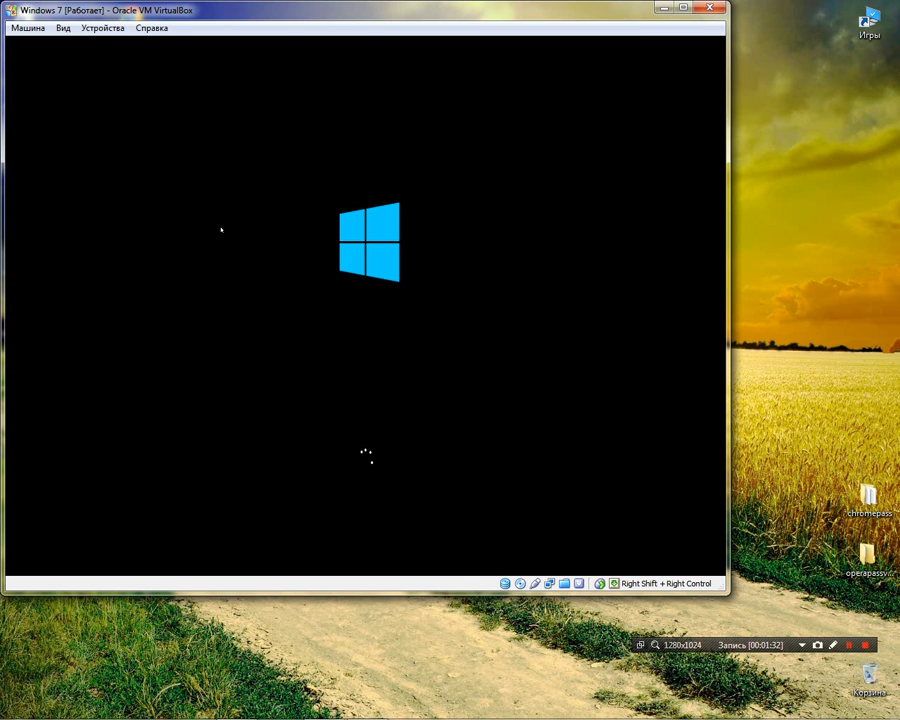 Windows 7 [Работает] - Oracle VM VirtualBox
Машина Вид Устройства Справка
Игры
chromepass
operapassv...
Right Shift + Right Control
1280x1024 Запись [00:01:32]
Корзина